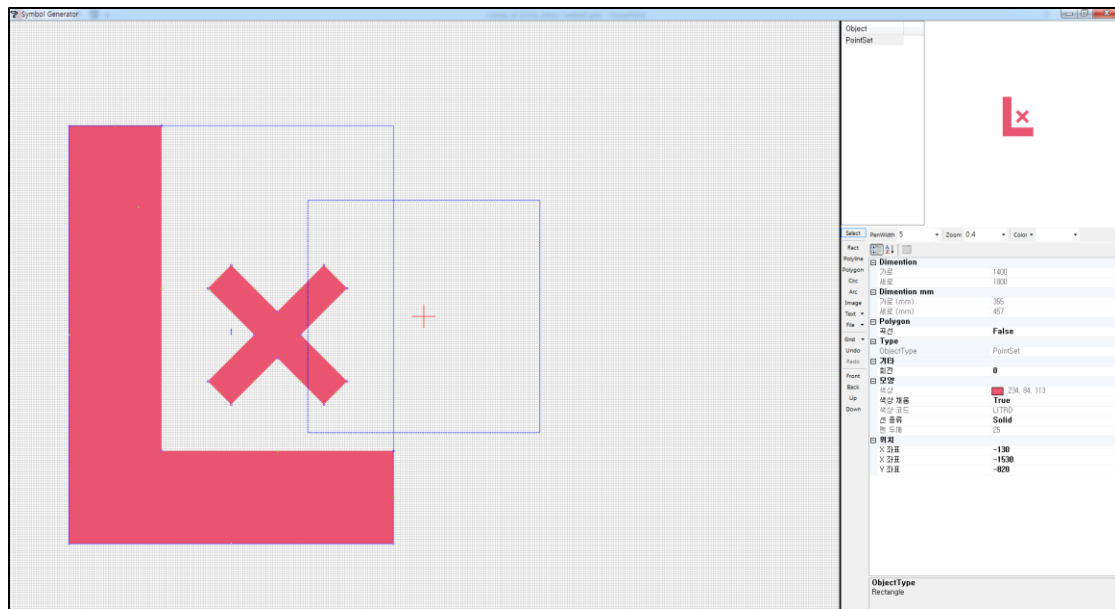 Symbol Generator
Object
PointSet
Select
PenWidth 5
Zoom 0.4
Color
Rect
Polyline
Polygon
Circ
Arc
Image
Text
File
Grid
Undo
Redo
Front
Back
Up
Down
Dimention
가로 1400
세로 1800
Dimention mm
가로 (mm) 355
세로 (mm) 457
Polygon
곡선 False
Type
ObjectType PointSet
기타
회전 0
모양
색상 234, 84, 113
색상 채움 True
색상 코드 LITRD
선 종류 Solid
펜 두께 25
위치
X 좌표 -130
X 좌표 -1530
Y 좌표 -820
ObjectType
Rectangle